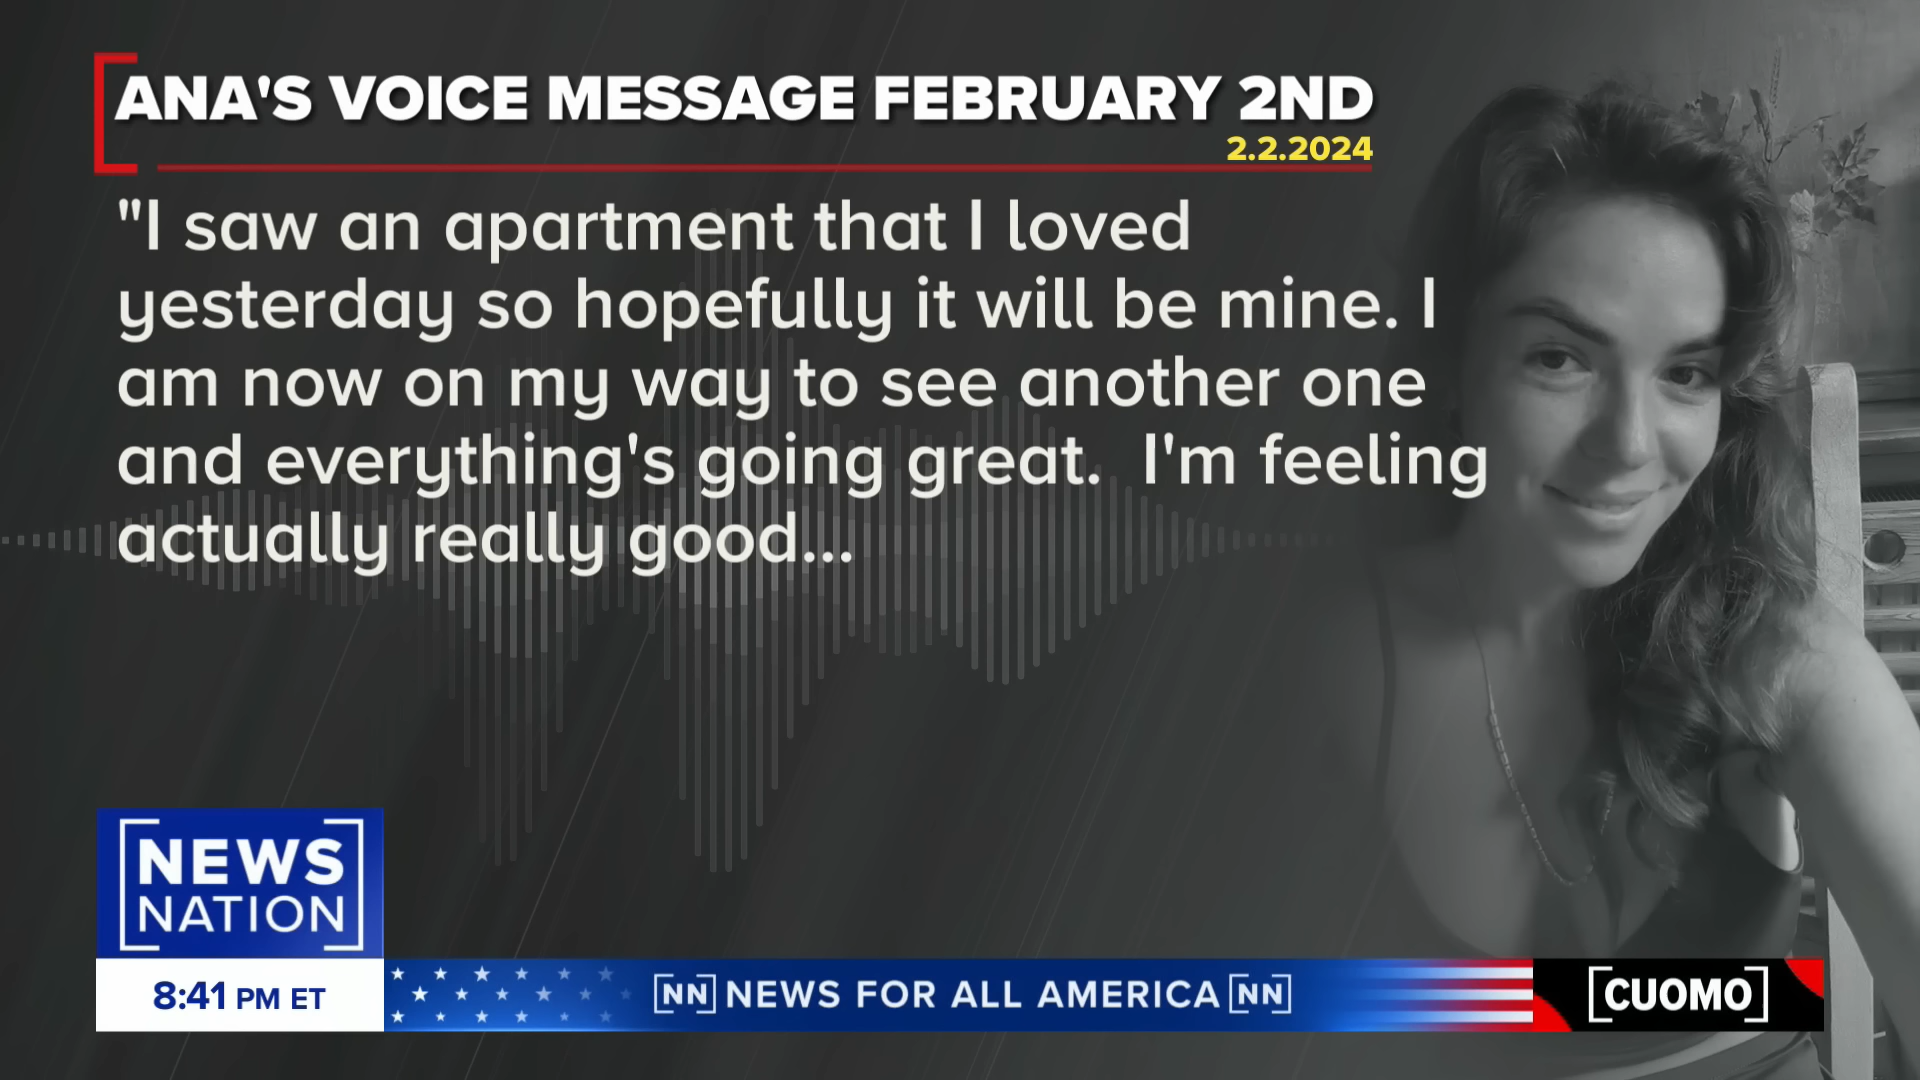 ANA'S VOICE MESSAGE FEBRUARY 2ND
2.2.2024
"I saw an apartment that I loved
yesterday so hopefully it will be mine. I
am now on my way to see another one
and everything's going great.  I'm feeling
actually really good...
NEWS
NATION
8:41 PM ET
NN NEWS FOR ALL AMERICA NN
CUOMO